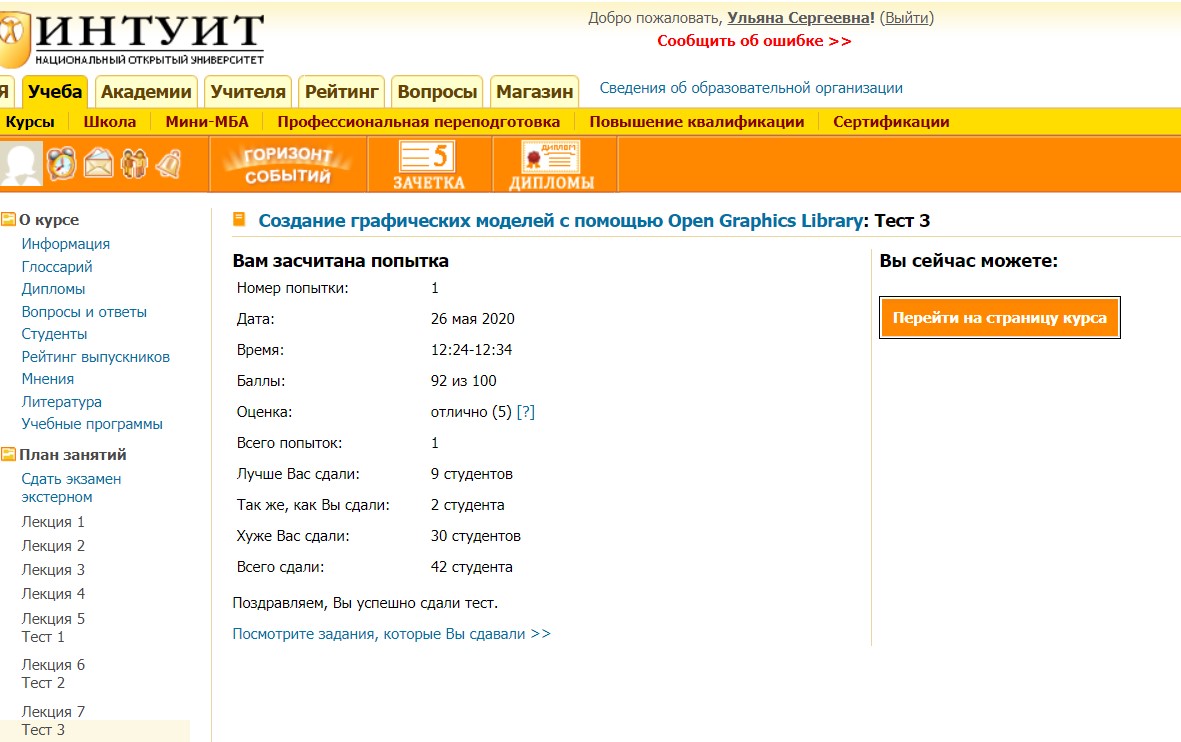 ИНТУИТ
НАЦИОНАЛЬНЫЙ ОТКРЫТЫЙ УНИВЕРСИТЕТ
Добро пожаловать, Ульяна Сергеевна! (Выйти)
Сообщить об ошибке >>
Я Учеба Академии Учителя Рейтинг Вопросы Магазин Сведения об образовательной организации
Курсы Школа Мини-МБА Профессиональная переподготовка Повышение квалификации Сертификации
ГОРИЗОНТ
СОБЫТИЙ
5
ЗАЧЕТКА
ДИПЛОМ
ДИПЛОМЫ
О курсе
Информация
Глоссарий
Дипломы
Вопросы и ответы
Студенты
Рейтинг выпускников
Мнения
Литература
Учебные программы
План занятий
Сдать экзамен
экстерном
Лекция 1
Лекция 2
Лекция 3
Лекция 4
Лекция 5
Тест 1
Лекция 6
Тест 2
Лекция 7
Тест 3
Создание графических моделей с помощью Open Graphics Library: Тест 3
Вам засчитана попытка
Номер попытки: 1
Дата: 26 мая 2020
Время: 12:24-12:34
Баллы: 92 из 100
Оценка: отлично (5) [?]
Всего попыток: 1
Лучше Вас сдали: 9 студентов
Так же, как Вы сдали: 2 студента
Хуже Вас сдали: 30 студентов
Всего сдали: 42 студента
Поздравляем, Вы успешно сдали тест.
Посмотрите задания, которые Вы сдавали >>
Вы сейчас можете:
Перейти на страницу курса